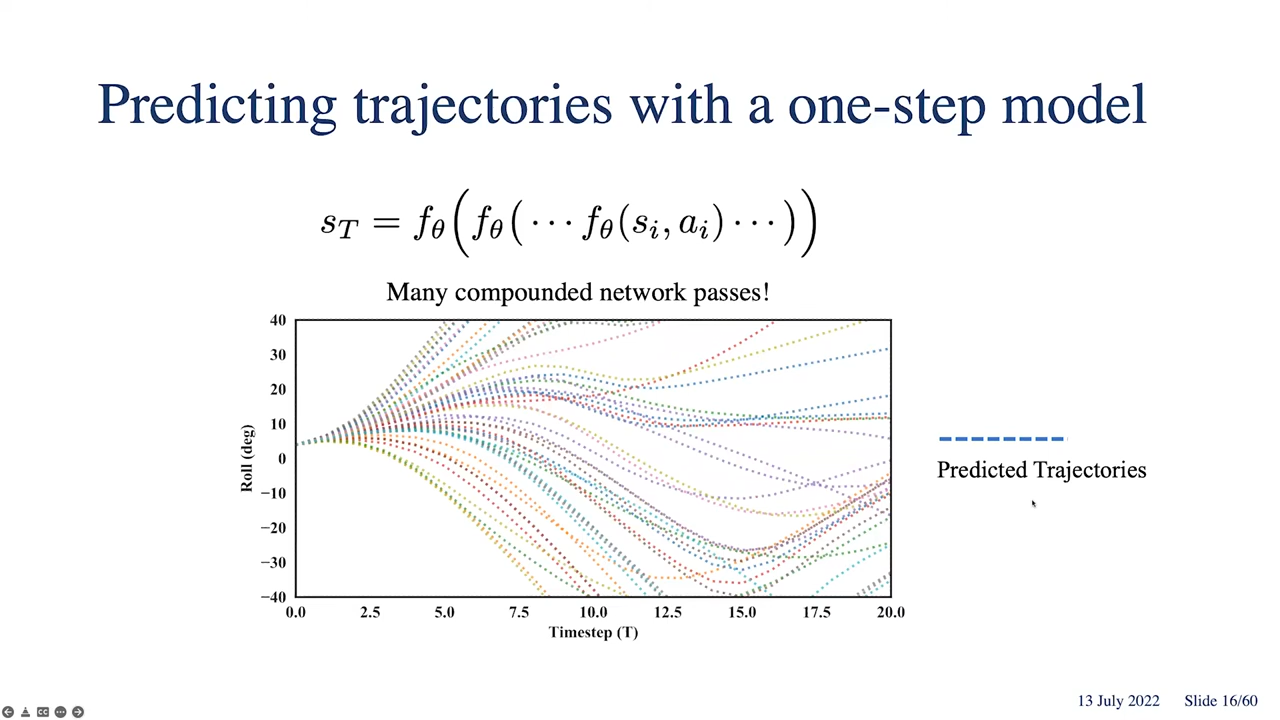 Predicting trajectories with a one-step model
s_T = f_θ(f_θ(··· f_θ(s_i, a_i) ···))
Many compounded network passes!
40
30
20
10
0
−10
−20
−30
−40
Roll (deg)
0.0 2.5 5.0 7.5 10.0 12.5 15.0 17.5 20.0
Timestep (T)
Predicted Trajectories
13 July 2022 Slide 16/60
CC